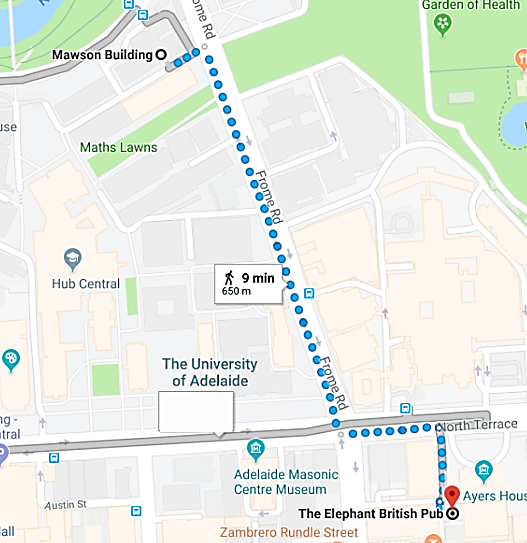 Frome Rd
Garden of Health
Mawson Building
Maths Lawns
Frome Rd
9 min
650 m
Hub Central
The University
of Adelaide
Frome Rd
North Terrace
Adelaide Masonic
Centre Museum
Ayers Hous
Austin St
The Elephant British Pub
Zambrero Rundle Street